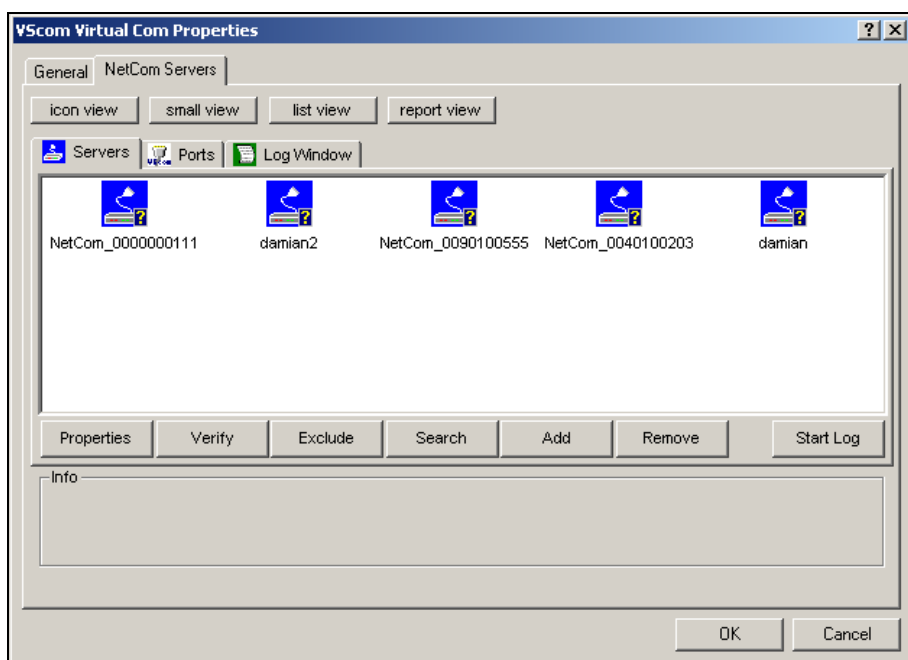 VScom Virtual Com Properties
General NetCom Servers
icon view small view list view report view
Servers Ports Log Window
NetCom_0000000111 damian2 NetCom_0090100555 NetCom_0040100203 damian
Properties Verify Exclude Search Add Remove Start Log
Info
OK Cancel